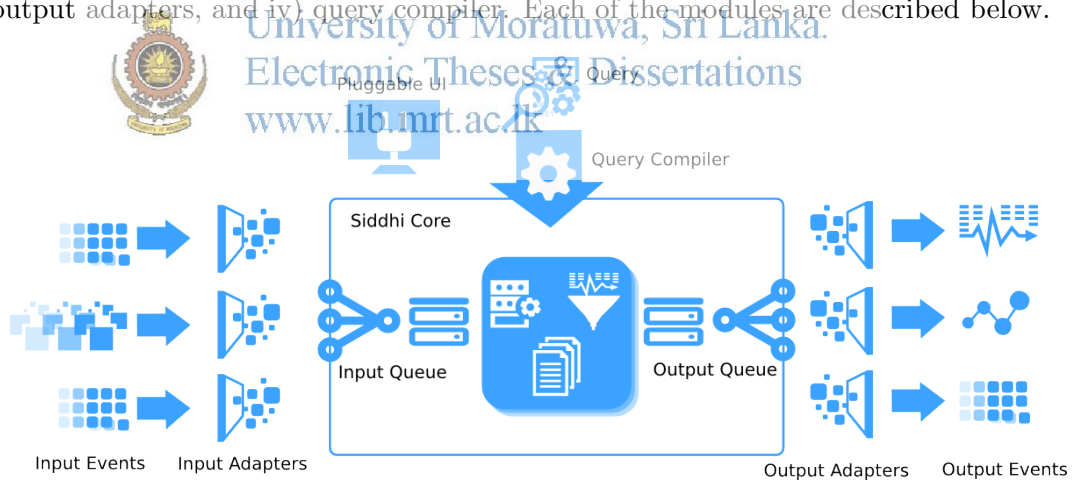 output adapters, and iv) query compiler. Each of the modules are described below.
University of Moratuwa, Sri Lanka.
Electronic Theses & Dissertations
www.lib.mrt.ac.lk
Pluggable UI
Query
Query Compiler
Siddhi Core
Input Queue
Output Queue
Input Events
Input Adapters
Output Adapters
Output Events